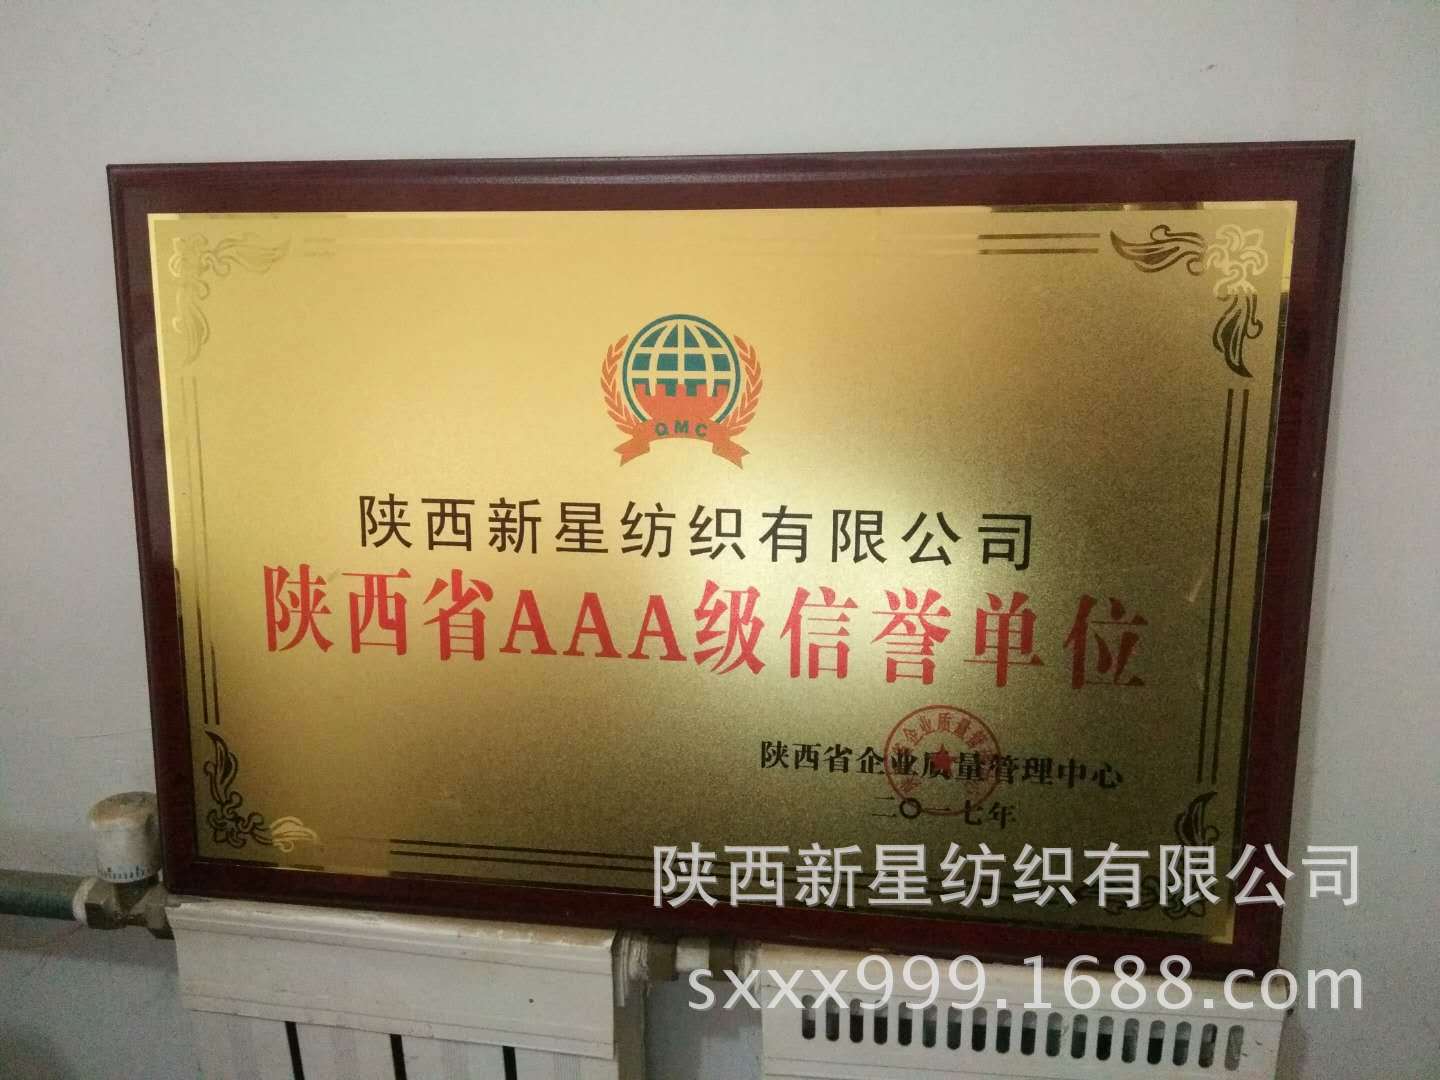 QMC
陕西新星纺织有限公司
陕西省AAA级信誉单位
陕西省企业质量管理中心
二〇一七年
陕西新星纺织有限公司
sxxx999.1688.com